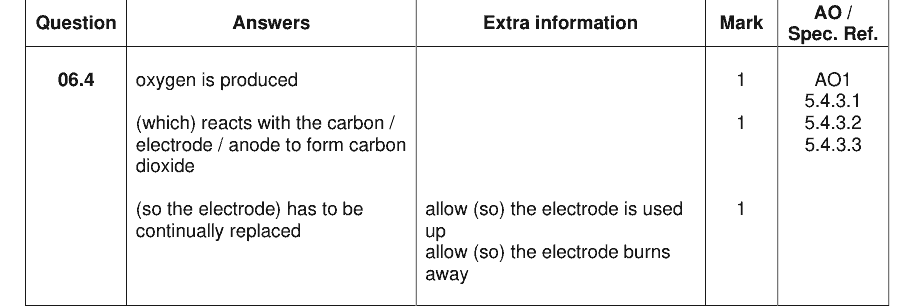 Question Answers Extra information Mark AO /
Spec. Ref.
06.4 oxygen is produced 1 AO1
5.4.3.1
(which) reacts with the carbon / 1 5.4.3.2
electrode / anode to form carbon 5.4.3.3
dioxide
(so the electrode) has to be allow (so) the electrode is used 1
continually replaced up
allow (so) the electrode burns
away